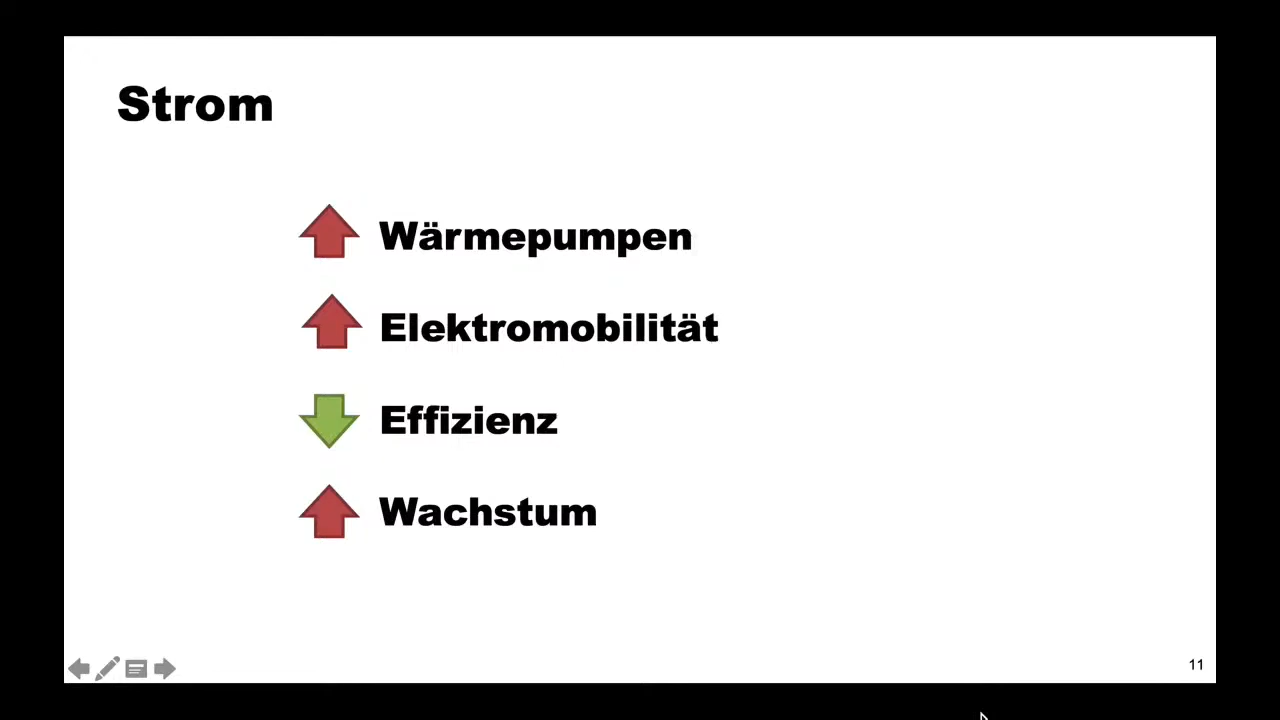 Strom
Wärmepumpen
Elektromobilität
Effizienz
Wachstum
11